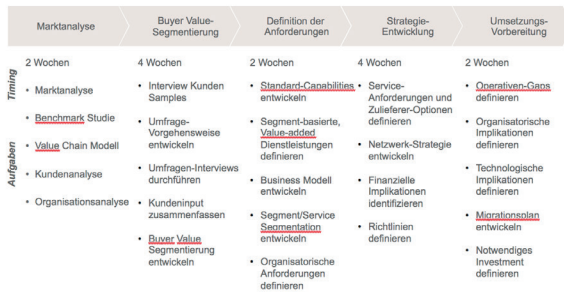 Marktanalyse
Buyer Value-
Segmentierung
Definition der
Anforderungen
Strategie-
Entwicklung
Umsetzungs-
Vorbereitung
Timing
2 Wochen
4 Wochen
2 Wochen
4 Wochen
2 Wochen
Aufgaben
• Marktanalyse
• Benchmark Studie
• Value Chain Modell
• Kundenanalyse
• Organisationsanalyse
• Interview Kunden
Samples
• Umfrage-
Vorgehensweise
entwickeln
• Umfragen-Interviews
durchführen
• Kundeninput
zusammenfassen
• Buyer Value
Segmentierung
entwickeln
• Standard-Capabilities
entwickeln
• Segment-basierte,
Value-added
Dienstleistungen
definieren
• Business Modell
entwickeln
• Segment/Service
Segmentation
entwickeln
• Organisatorische
Anforderungen
definieren
• Service-
Anforderungen und
Zulieferer-Optionen
definieren
• Netzwerk-Strategie
entwickeln
• Finanzielle
Implikationen
identifizieren
• Richtlinien
definieren
• Operativen-Gaps
definieren
• Organisatorische
Implikationen
definieren
• Technologische
Implikationen
definieren
• Migrationsplan
entwickeln
• Notwendiges
Investment
definieren